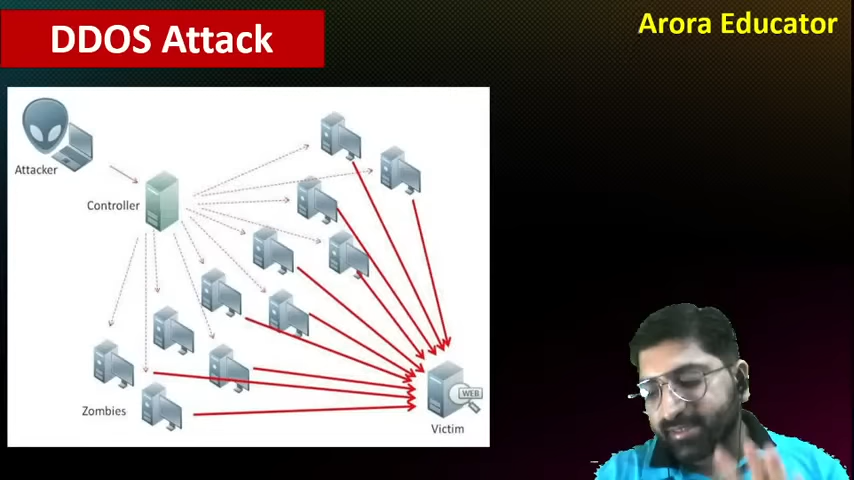 DDOS Attack
Arora Educator
Attacker
Controller
Zombies
WEB
Victim